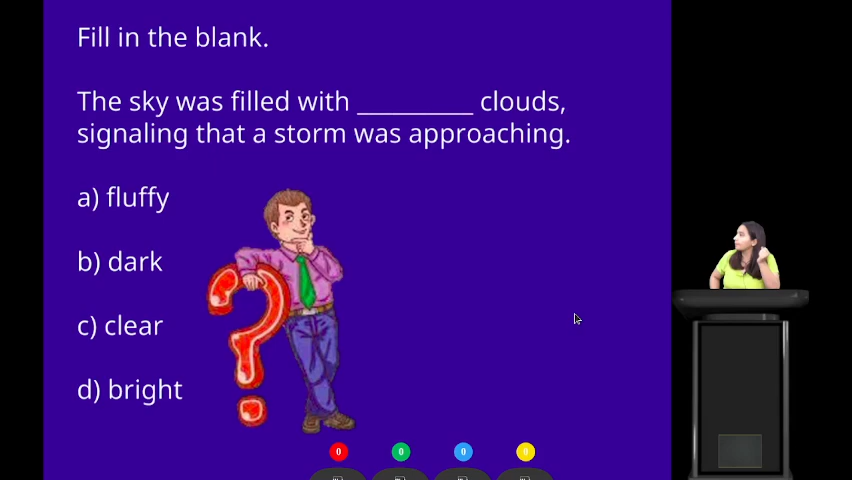 Fill in the blank.
The sky was filled with __________ clouds,
signaling that a storm was approaching.
a) fluffy
b) dark
c) clear
d) bright
0 0 0 0